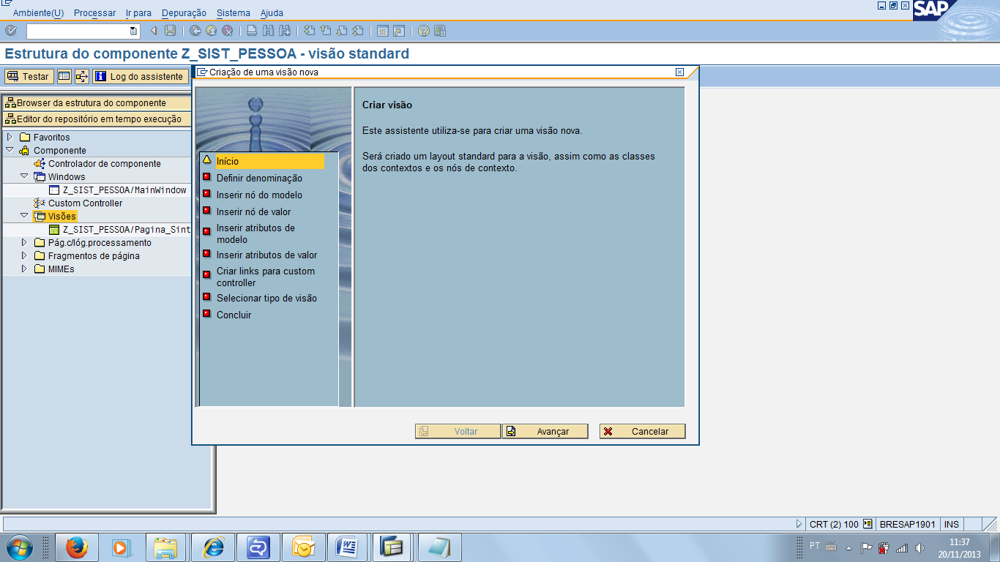 Ambiente(U) Processar Ir para Depuração Sistema Ajuda
SAP
Estrutura do componente Z_SIST_PESSOA - visão standard
Testar Log do assistente
Browser da estrutura do componente
Editor do repositório em tempo execução
Favoritos
Componente
Controlador de componente
Windows
Z_SIST_PESSOA/MainWindow
Custom Controller
Visões
Z_SIST_PESSOA/Pagina_Sint
Pág.c/lóg.processamento
Fragmentos de página
MIMEs
Criação de uma visão nova
Início
Definir denominação
Inserir nó do modelo
Inserir nó de valor
Inserir atributos de
modelo
Inserir atributos de valor
Criar links para custom
controller
Selecionar tipo de visão
Concluir
Criar visão
Este assistente utiliza-se para criar uma visão nova.
Será criado um layout standard para a visão, assim como as classes
dos contextos e os nós de contexto.
Voltar Avançar Cancelar
CRT (2) 100 BRESAP1901 INS
PT
11:37
20/11/2013